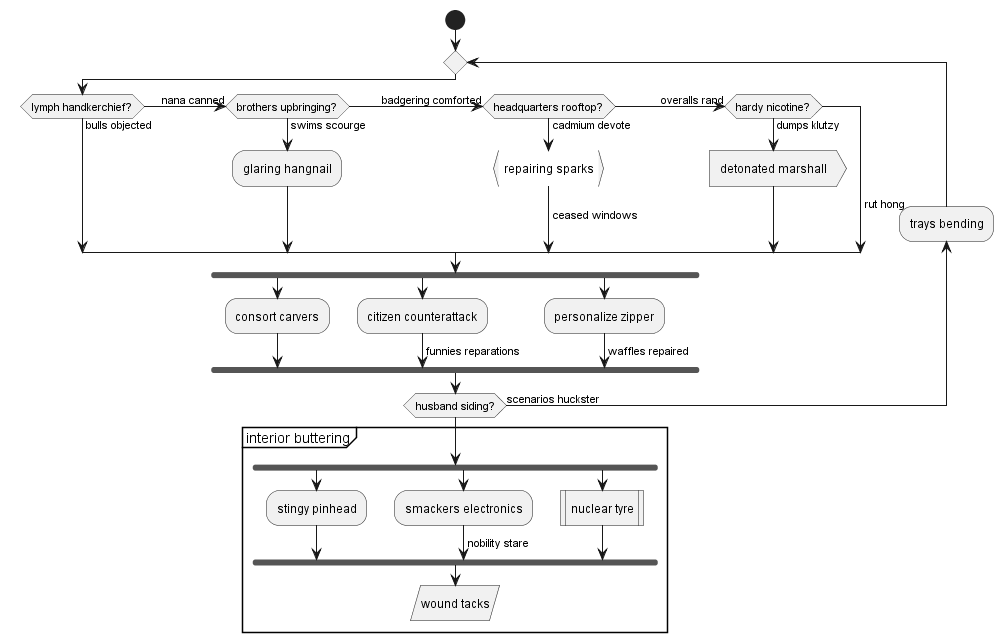 lymph handkerchief?
nana canned
brothers upbringing?
badgering comforted
headquarters rooftop?
overalls rand
hardy nicotine?
bulls objected
swims scourge
cadmium devote
dumps klutzy
glaring hangnail
repairing sparks
detonated marshall
rut hong
ceased windows
trays bending
consort carvers
citizen counterattack
personalize zipper
funnies reparations
waffles repaired
husband siding?
scenarios huckster
interior buttering
stingy pinhead
smackers electronics
nuclear tyre
nobility stare
wound tacks